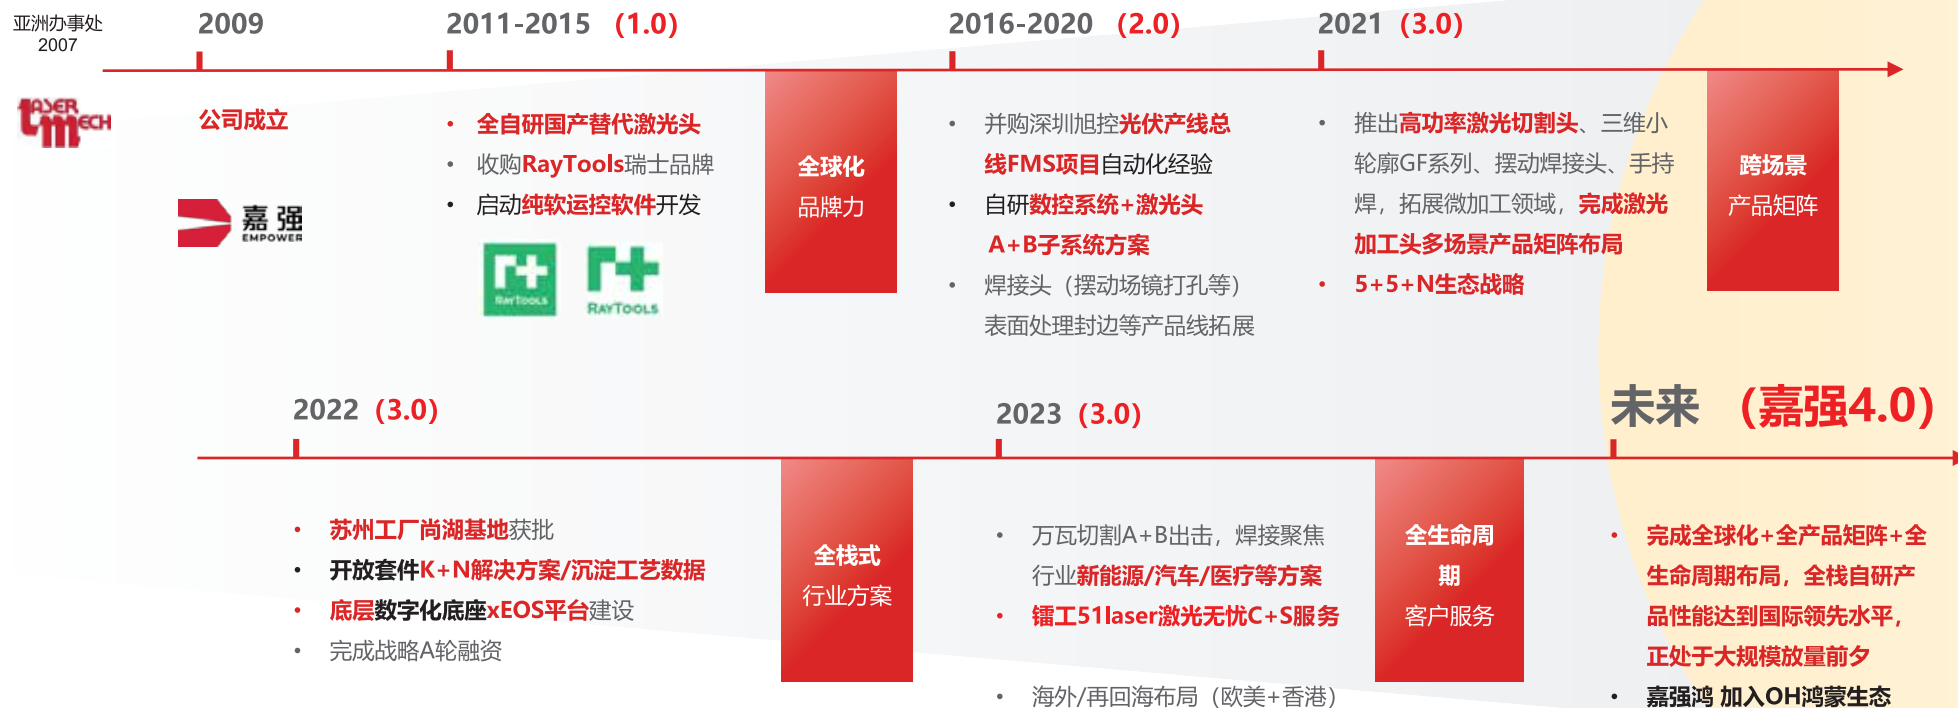 亚洲办事处
2007
2009
2011-2015 (1.0)
2016-2020 (2.0)
2021 (3.0)
LASER MECH
公司成立
嘉强
EMPOWER
• 全自研国产替代激光头
• 收购RayTools瑞士品牌
• 启动纯软运控软件开发
RAYTOOLS
RAYTOOLS
全球化
品牌力
• 并购深圳旭控光伏产线总
线FMS项目自动化经验
• 自研数控系统+激光头
A+B子系统方案
• 焊接头（摆动场镜打孔等）
表面处理封边等产品线拓展
• 推出高功率激光切割头、三维小
轮廓GF系列、摆动焊接头、手持
焊，拓展微加工领域，完成激光
加工头多场景产品矩阵布局
• 5+5+N生态战略
跨场景
产品矩阵
2022 (3.0)
2023 (3.0)
未来 （嘉强4.0）
• 苏州工厂尚湖基地获批
• 开放套件K+N解决方案/沉淀工艺数据
• 底层数字化底座xEOS平台建设
• 完成战略A轮融资
全栈式
行业方案
• 万瓦切割A+B出击，焊接聚焦
行业新能源/汽车/医疗等方案
• 镭工51laser激光无忧C+S服务
• 海外/再回海布局（欧美+香港）
全生命周
期
客户服务
• 完成全球化+全产品矩阵+全
生命周期布局，全栈自研产
品性能达到国际领先水平，
正处于大规模放量前夕
• 嘉强鸿 加入OH鸿蒙生态